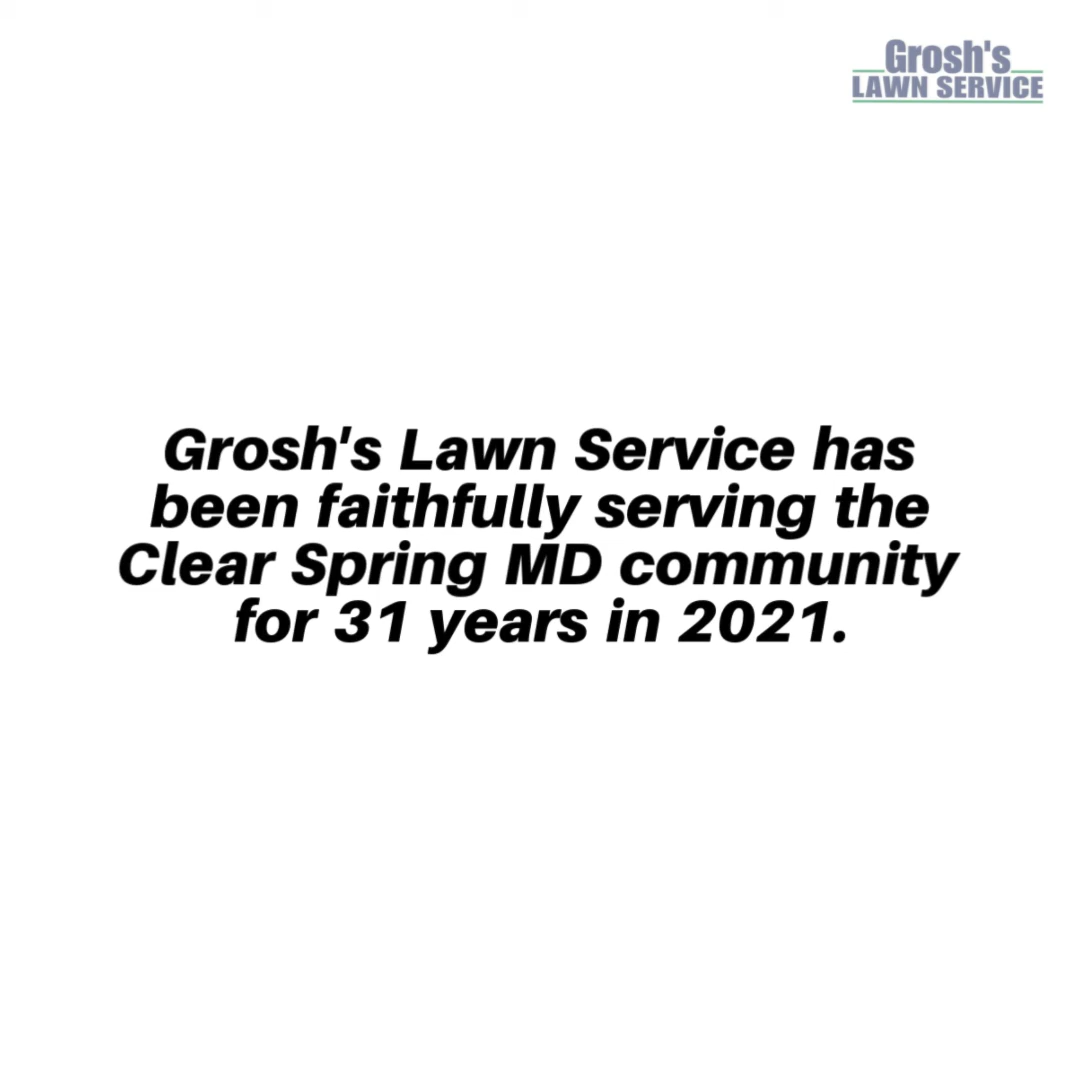 Grosh's
LAWN SERVICE
Grosh's Lawn Service has
been faithfully serving the
Clear Spring MD community
for 31 years in 2021.